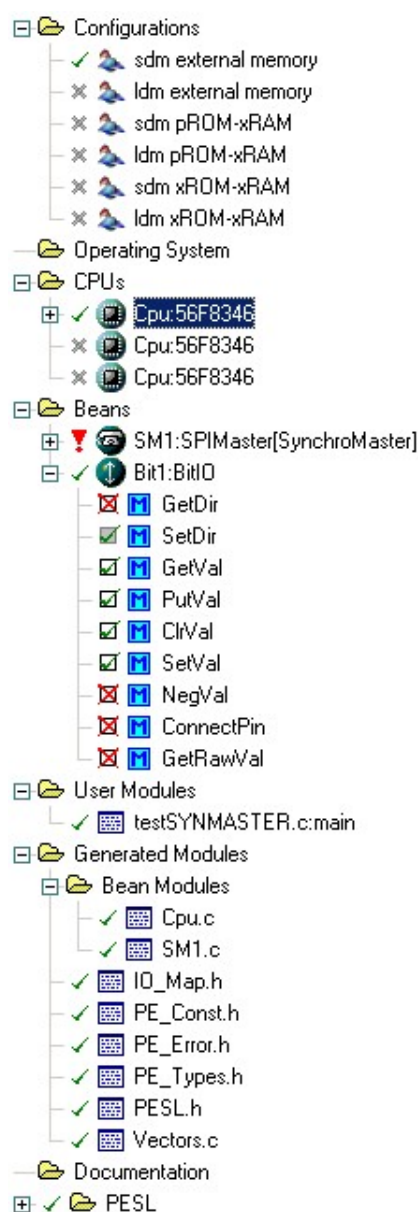 Configurations
sdm external memory
ldm external memory
sdm pROM-xRAM
ldm pROM-xRAM
sdm xROM-xRAM
ldm xROM-xRAM
Operating System
CPUs
Cpu:56F8346
Cpu:56F8346
Cpu:56F8346
Beans
SM1:SPIMaster[SynchroMaster]
Bit1:BitIO
M GetDir
M SetDir
M GetVal
M PutVal
M ClrVal
M SetVal
M NegVal
M ConnectPin
M GetRawVal
User Modules
testSYNMASTER.c:main
Generated Modules
Bean Modules
Cpu.c
SM1.c
IO_Map.h
PE_Const.h
PE_Error.h
PE_Types.h
PESL.h
Vectors.c
Documentation
PESL